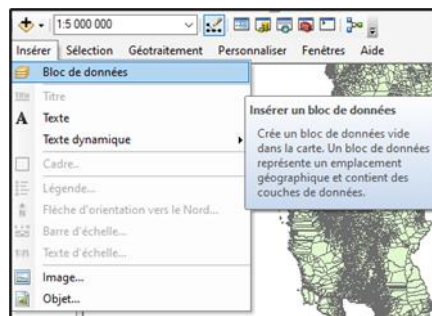 1:5 000 000
Insérer Sélection Géotraitement Personnaliser Fenêtres Aide
Bloc de données
Titre
Texte
Texte dynamique
Cadre...
Légende...
Flèche d'orientation vers le Nord...
Barre d'échelle...
Texte d'échelle...
Image...
Objet...
Insérer un bloc de données
Crée un bloc de données vide
dans la carte. Un bloc de données
représente un emplacement
géographique et contient des
couches de données.